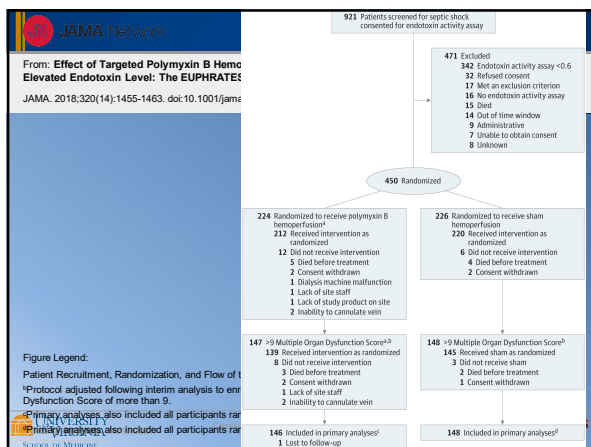 JAMA Network
From: Effect of Targeted Polymyxin B Hemo
Elevated Endotoxin Level: The EUPHRATES
JAMA. 2018;320(14):1455-1463. doi:10.1001/jama
921 Patients screened for septic shock
consented for endotoxin activity assay
471 Excluded
342 Endotoxin activity assay <0.6
32 Refused consent
17 Met an exclusion criterion
16 No endotoxin activity assay
15 Died
14 Out of time window
9 Administrative
7 Unable to obtain consent
8 Unknown
450 Randomized
224 Randomized to receive polymyxin B
hemoperfusiona
212 Received intervention as
randomized
12 Did not receive intervention
5 Died before treatment
2 Consent withdrawn
1 Dialysis machine malfunction
1 Lack of site staff
1 Lack of study product on site
2 Inability to cannulate vein
226 Randomized to receive sham
hemoperfusion
220 Received intervention as
randomized
6 Did not receive intervention
4 Died before treatment
2 Consent withdrawn
147 >9 Multiple Organ Dysfunction Scorea,b
139 Received intervention as randomized
8 Did not receive intervention
3 Died before treatment
2 Consent withdrawn
1 Lack of site staff
2 Inability to cannulate vein
148 >9 Multiple Organ Dysfunction Scoreb
145 Received sham as randomized
3 Did not receive sham
2 Died before treatment
1 Consent withdrawn
146 Included in primary analysesc
1 Lost to follow-up
148 Included in primary analysesd
Figure Legend:
Patient Recruitment, Randomization, and Flow of t
bProtocol adjusted following interim analysis to enr
Dysfunction Score of more than 9.
cPrimary analyses also included all participants ran
dPrimary analyses also included all participants ran
UNIVERSITY
VIRGINIA
SCHOOL OF MEDICINE